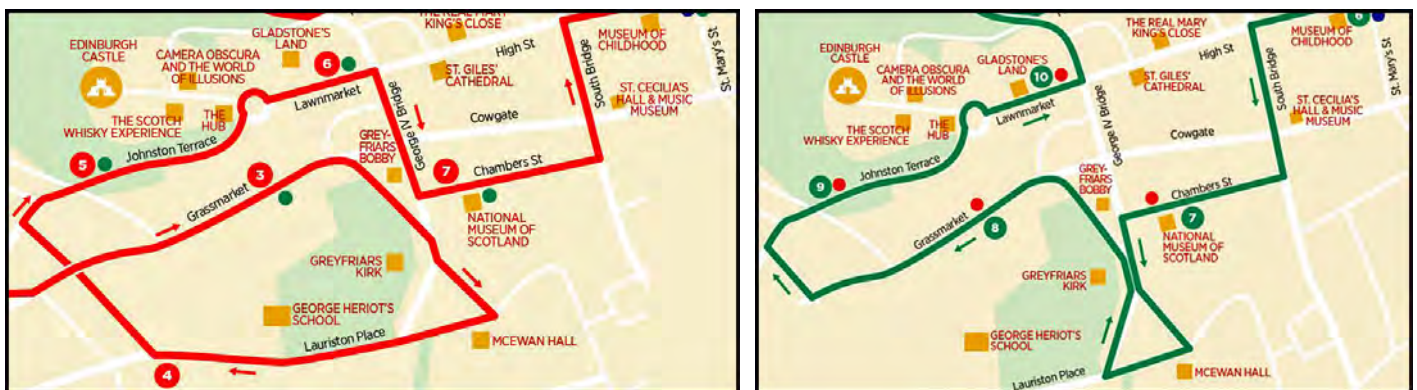 THE REAL MARY
KING'S CLOSE
GLADSTONE'S
LAND
High St
MUSEUM OF
CHILDHOOD
St. Mary's St
EDINBURGH
CASTLE
CAMERA OBSCURA
AND THE WORLD
OF ILLUSIONS
6
ST. GILES'
CATHEDRAL
South Bridge
ST. CECILIA'S
HALL & MUSIC
MUSEUM
Lawnmarket
THE SCOTCH
WHISKY EXPERIENCE
THE
HUB
George IV Bridge
Cowgate
GREY-
FRIARS
BOBBY
5
Johnston Terrace
3
7
Chambers St
Grassmarket
NATIONAL
MUSEUM OF
SCOTLAND
GREYFRIARS
KIRK
GEORGE HERIOT'S
SCHOOL
Lauriston Place
MCEWAN HALL
4
THE REAL MARY
KING'S CLOSE
GLADSTONE'S
LAND
High St
6
MUSEUM OF
CHILDHOOD
St. Mary's St
EDINBURGH
CASTLE
CAMERA OBSCURA
AND THE WORLD
OF ILLUSIONS
10
ST. GILES'
CATHEDRAL
South Bridge
ST. CECILIA'S
HALL & MUSIC
MUSEUM
Lawnmarket
THE SCOTCH
WHISKY EXPERIENCE
THE
HUB
George IV Bridge
Cowgate
GREY-
FRIARS
BOBBY
9
Johnston Terrace
Chambers St
7
Grassmarket
8
NATIONAL
MUSEUM OF
SCOTLAND
GREYFRIARS
KIRK
GEORGE HERIOT'S
SCHOOL
Lauriston Place
MCEWAN HALL